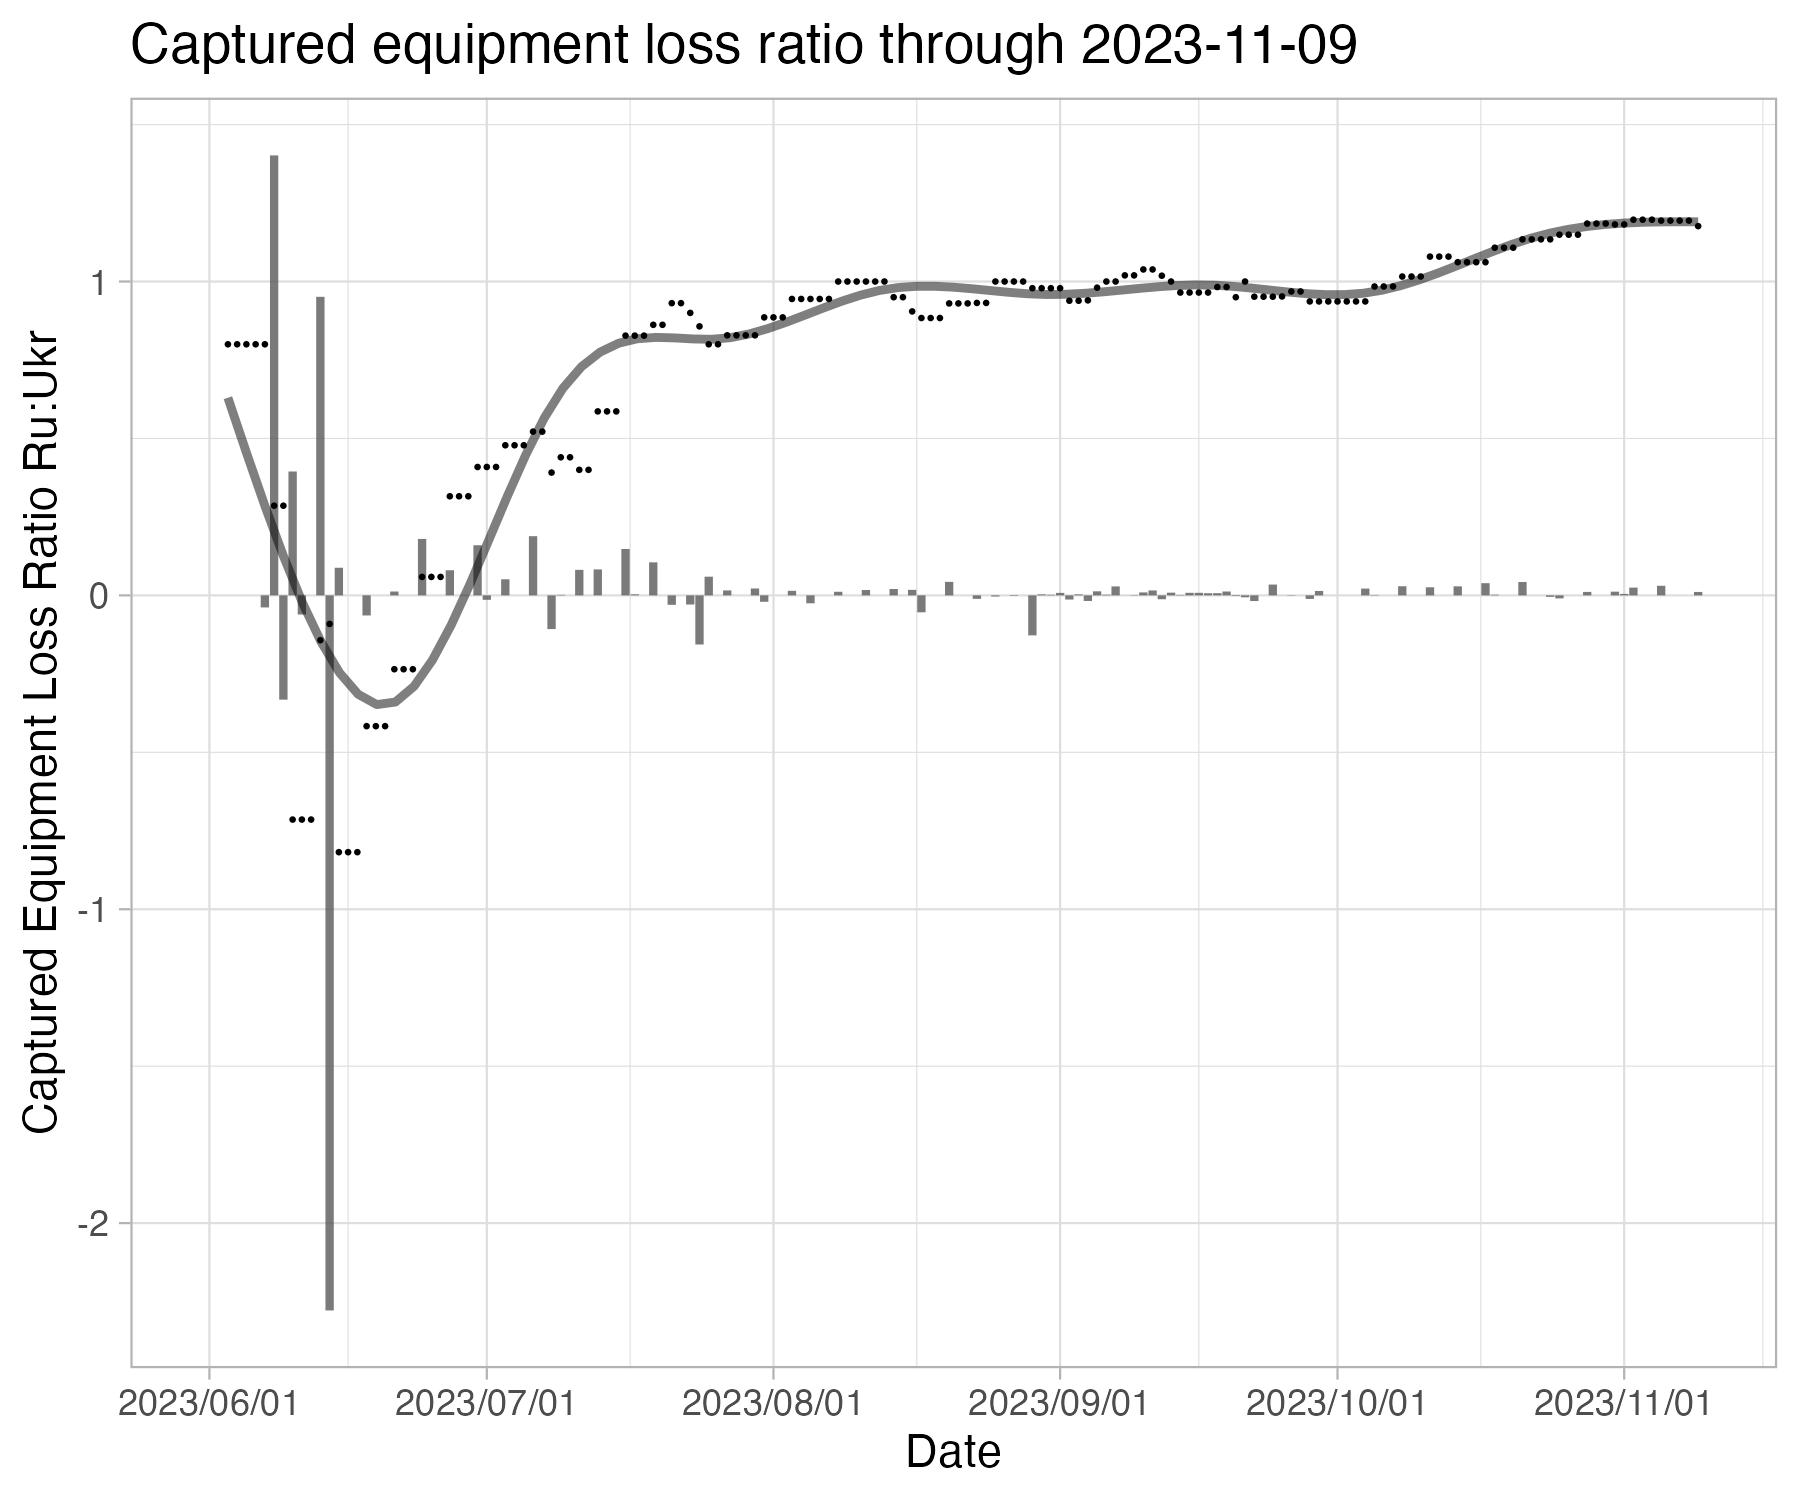 Captured equipment loss ratio through 2023-11-09
Captured Equipment Loss Ratio Ru:Ukr
1
0
-1
-2
2023/06/01 2023/07/01 2023/08/01 2023/09/01 2023/10/01 2023/11/01
Date